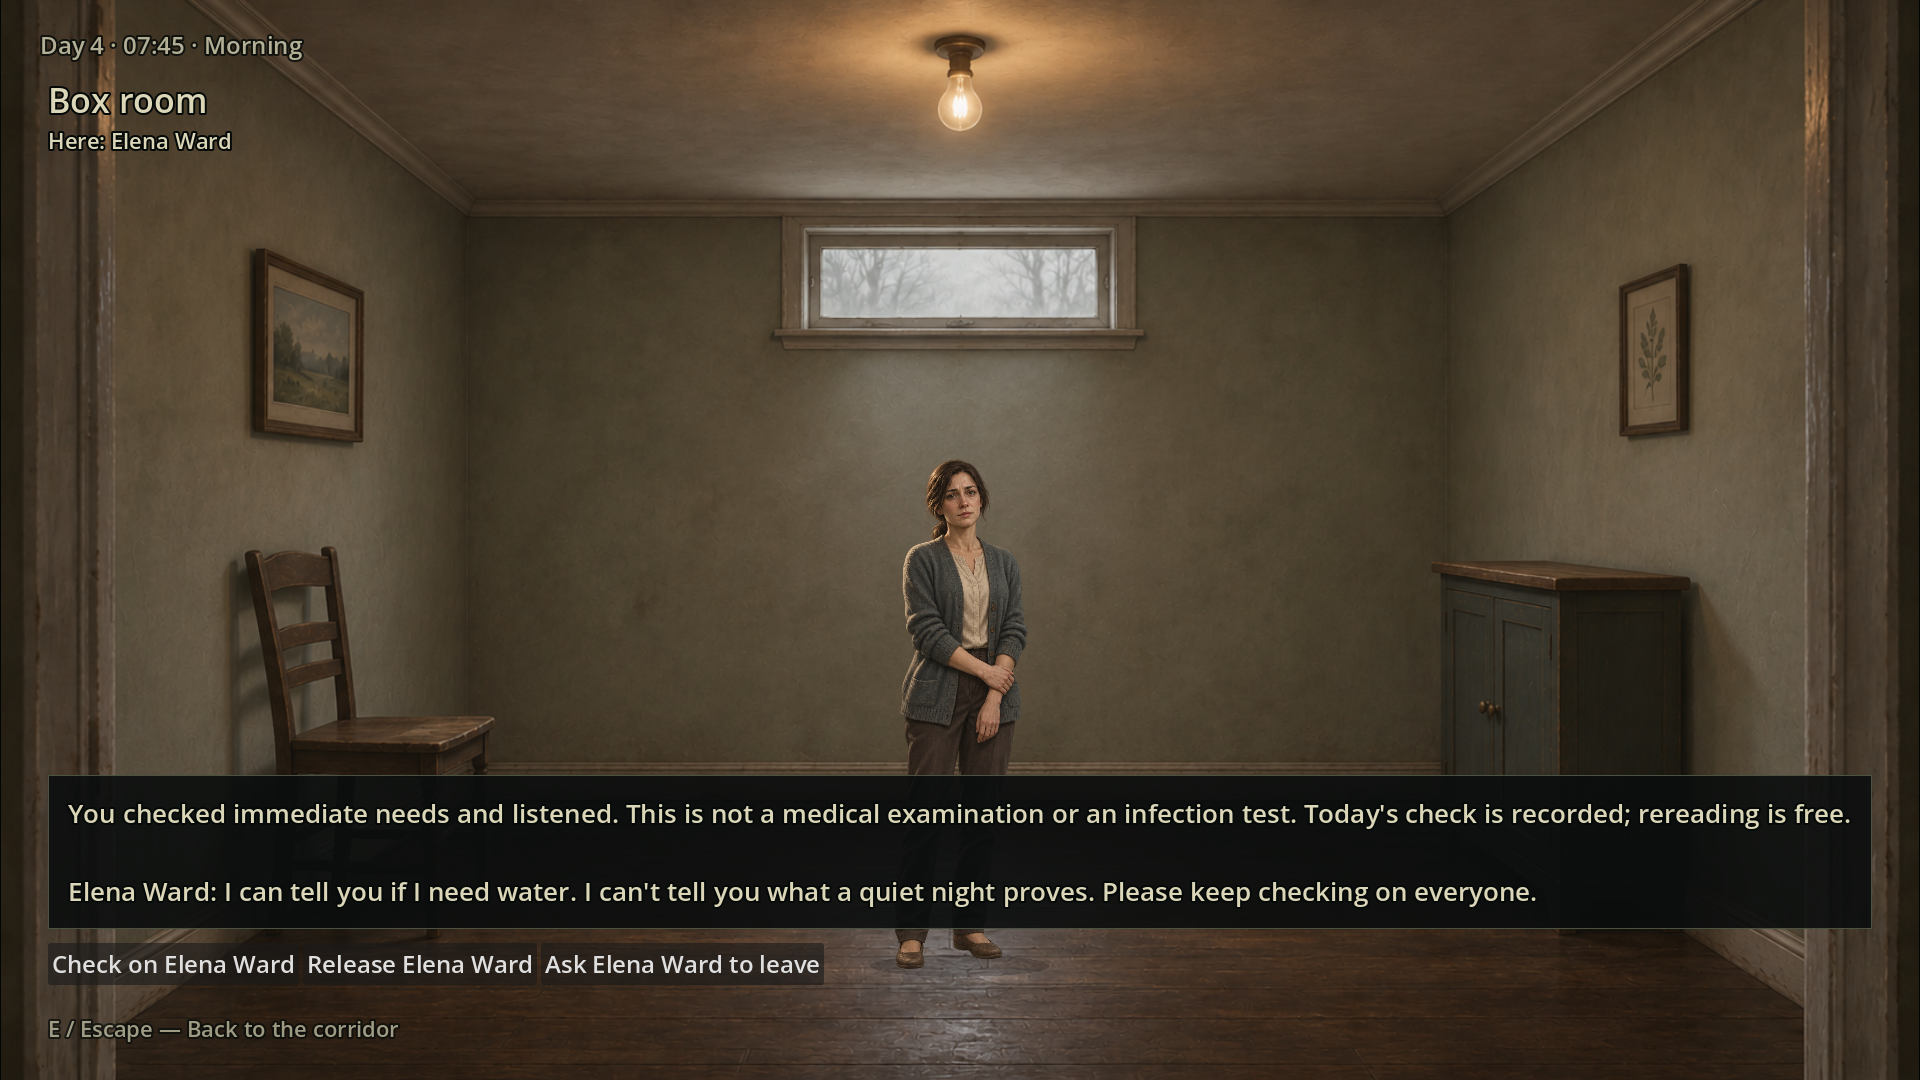 Day 4 · 07:45 · Morning
Box room
Here: Elena Ward
You checked immediate needs and listened. This is not a medical examination or an infection test. Today's check is recorded; rereading is free.
Elena Ward: I can tell you if I need water. I can't tell you what a quiet night proves. Please keep checking on everyone.
Check on Elena Ward Release Elena Ward Ask Elena Ward to leave
E / Escape — Back to the corridor